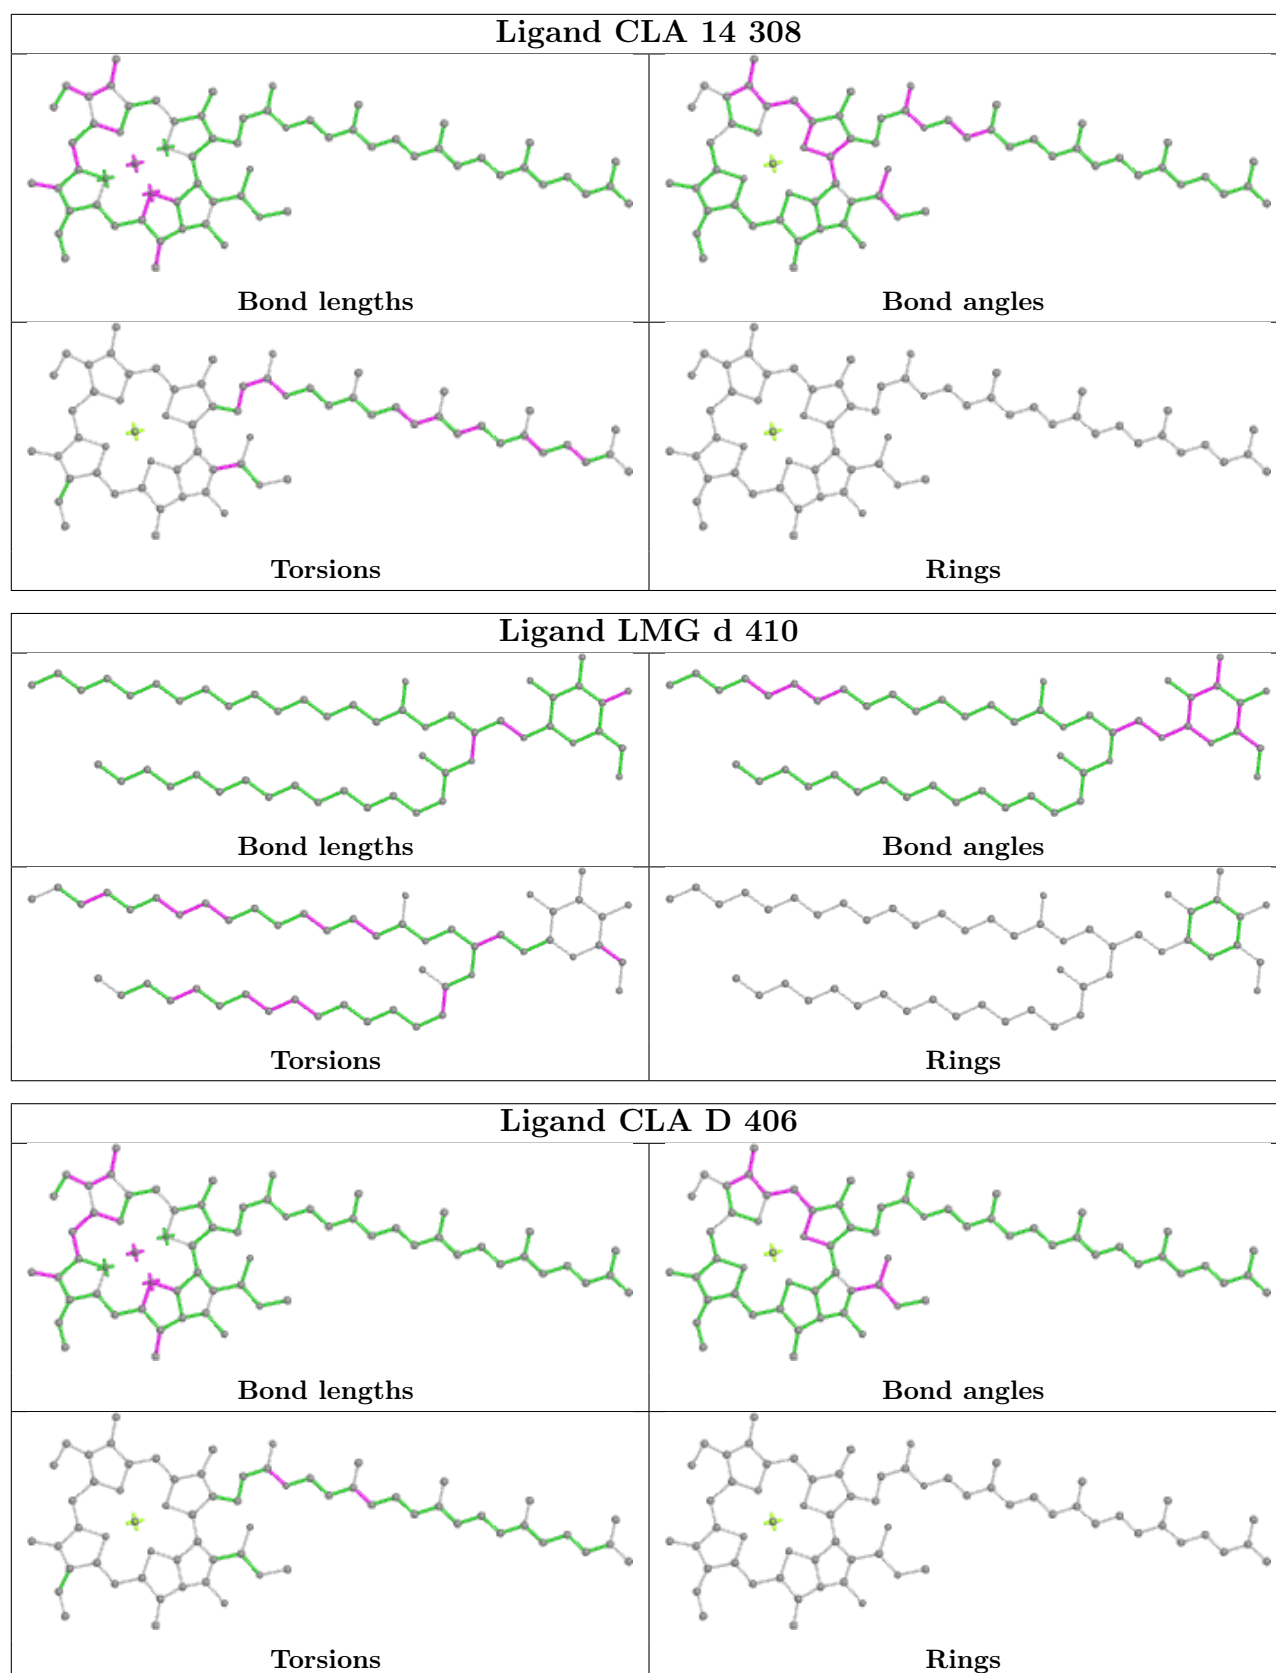 Ligand CLA 14 308
Bond lengths
Bond angles
Torsions
Rings
Ligand LMG d 410
Bond lengths
Bond angles
Torsions
Rings
Ligand CLA D 406
Bond lengths
Bond angles
Torsions
Rings